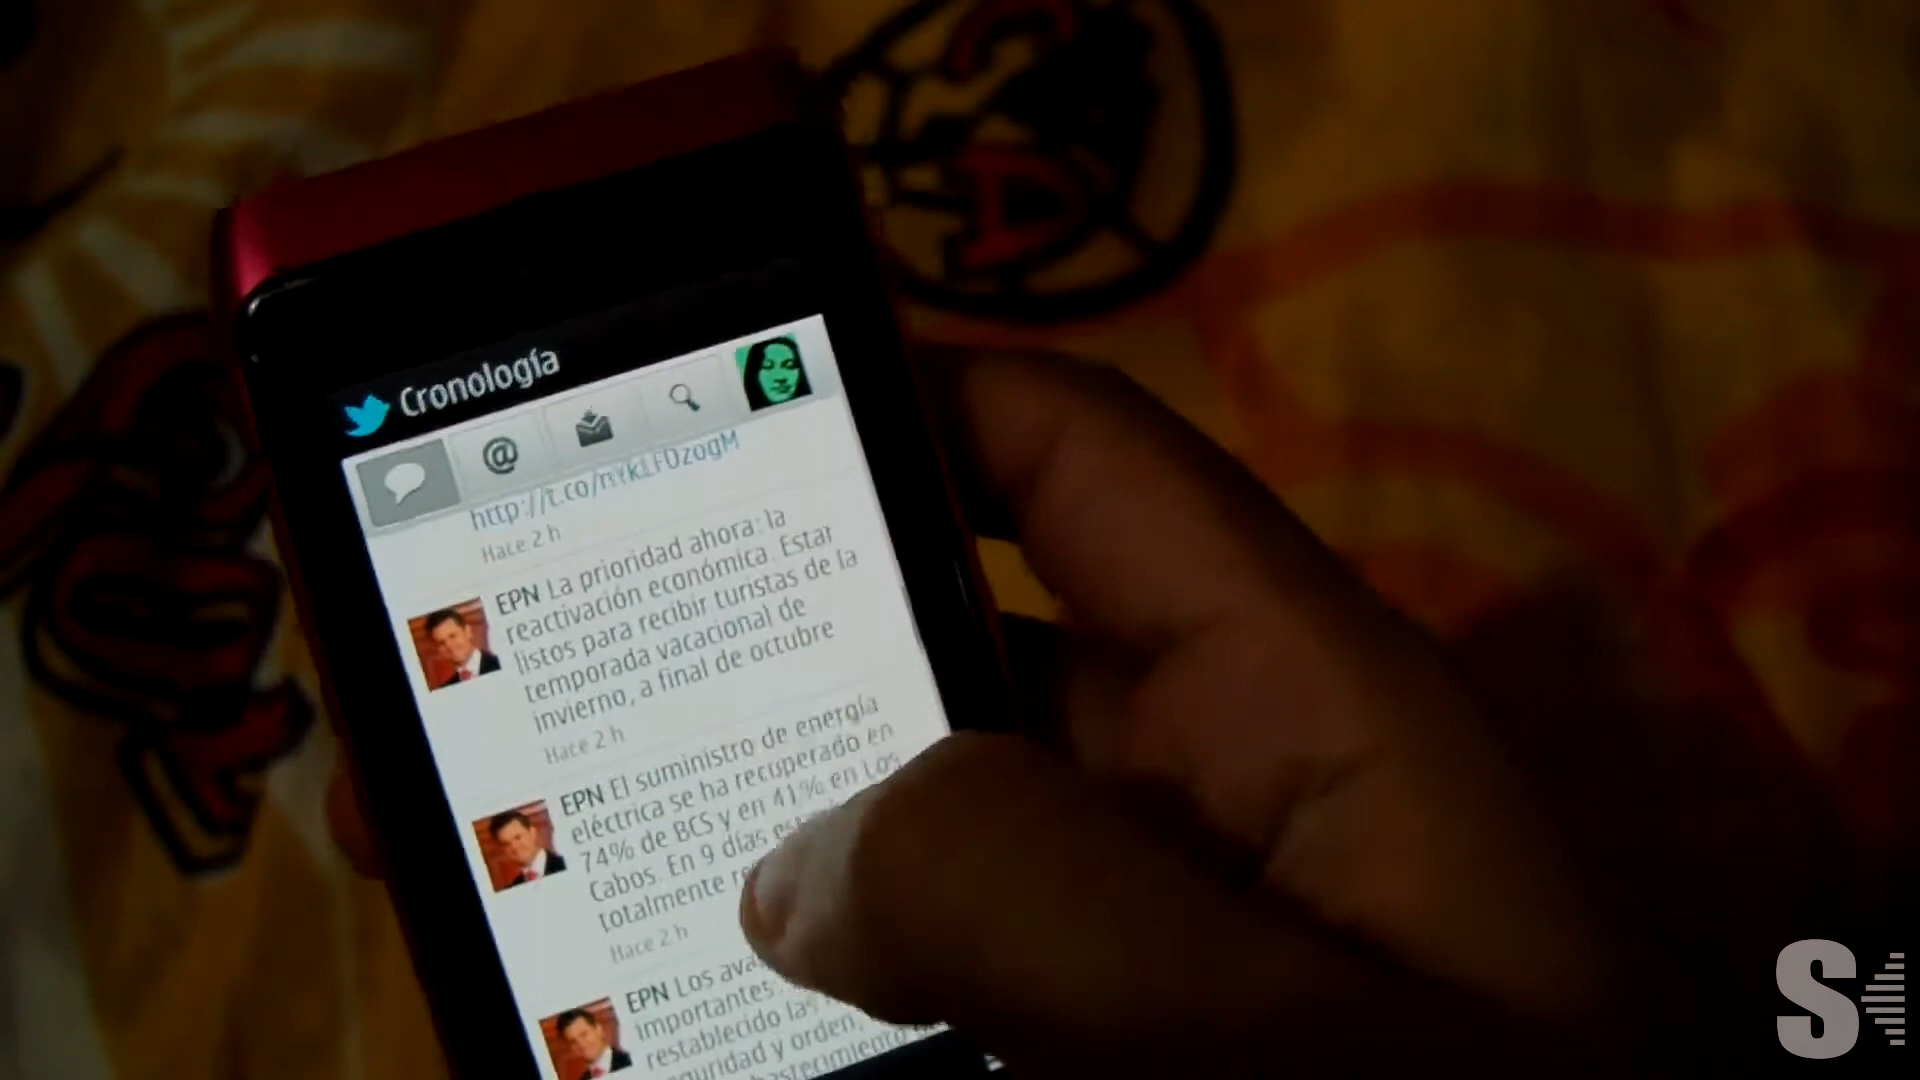 Cronología
@
http://t.co/
Hace 2 h
EPN La prioridad ahora: la
reactivación económica. Estar
listos para recibir turistas de la
temporada vacacional de
invierno, a final de octubre
Hace 2 h
EPN El suministro de energía
eléctrica se ha recuperado en
74% de BCS y en 41% en Los
Cabos. En 9 días
totalmente
Hace 2 h
EPN Los
importantes
restablecido las
y orden,
S